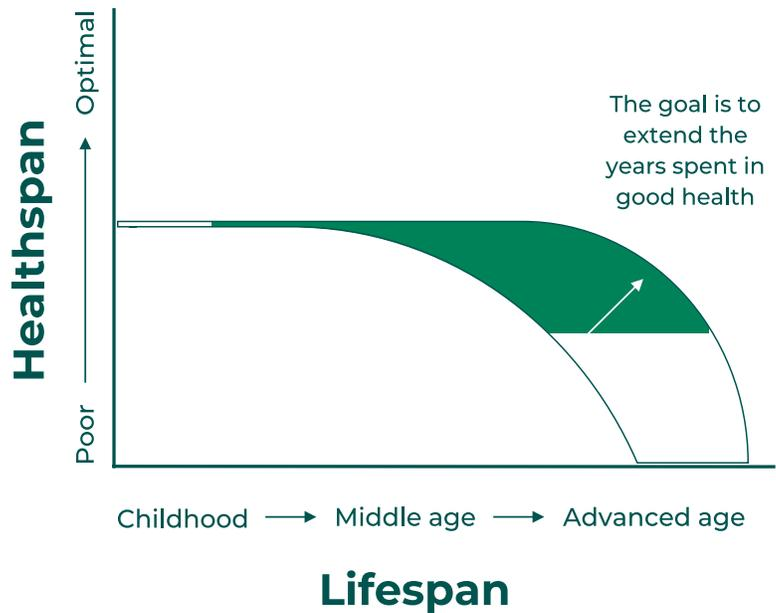 Healthspan
Optimal
Poor
The goal is to
extend the
years spent in
good health
Childhood Middle age Advanced age
Lifespan